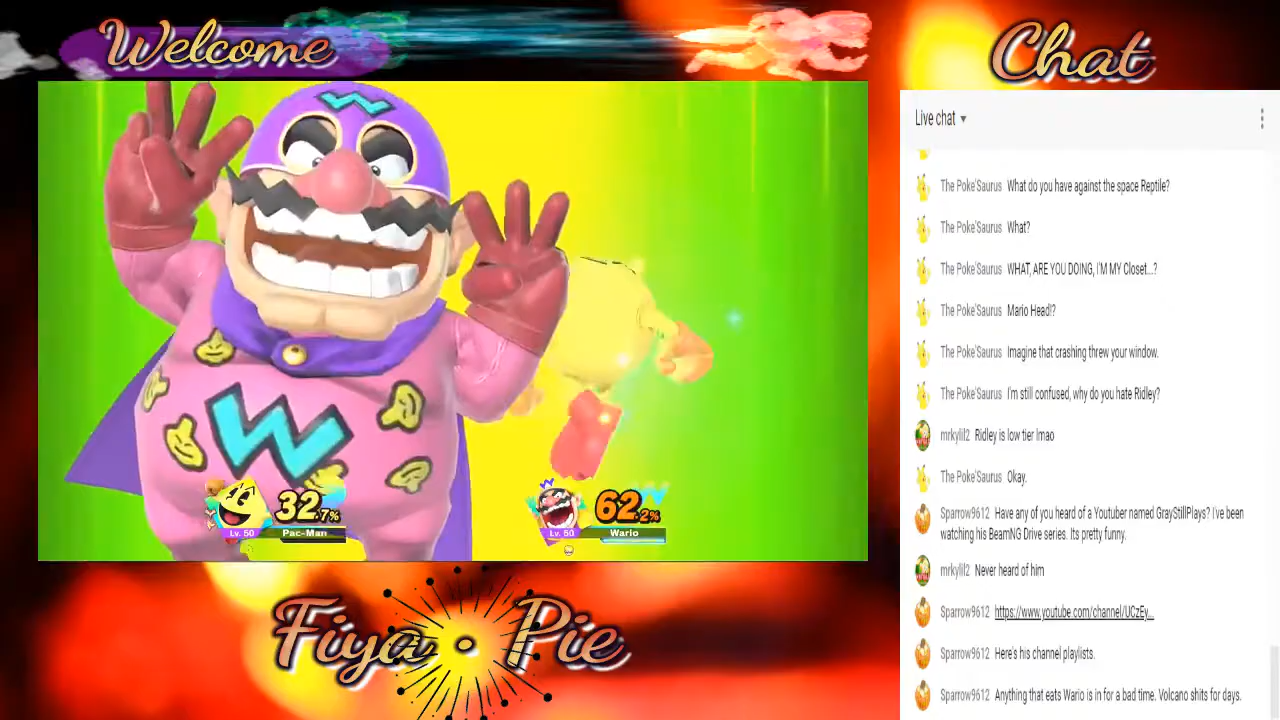 Welcome
Chat
Live chat
The Poke'Saurus What do you have against the space Reptile?
The Poke'Saurus What?
The Poke'Saurus WHAT, ARE YOU DOING, I'M MY Closet...?
The Poke'Saurus Mario Head!?
The Poke'Saurus Imagine that crashing threw your window.
The Poke'Saurus I'm still confused, why do you hate Ridley?
mrkylil2 Ridley is low tier lmao
The Poke'Saurus Okay.
Sparrow9612 Have any of you heard of a Youtuber named GrayStillPlays? I've been
watching his BeamNG Drive series. Its pretty funny.
mrkylil2 Never heard of him
Sparrow9612 https://www.youtube.com/channel/UCzEy...
Sparrow9612 Here's his channel playlists.
Sparrow9612 Anything that eats Wario is in for a bad time. Volcano shits for days.
W
W
32.7%
Lv. 50 Pac-Man
62.2%
Lv. 50 Wario
Fiya • Pie